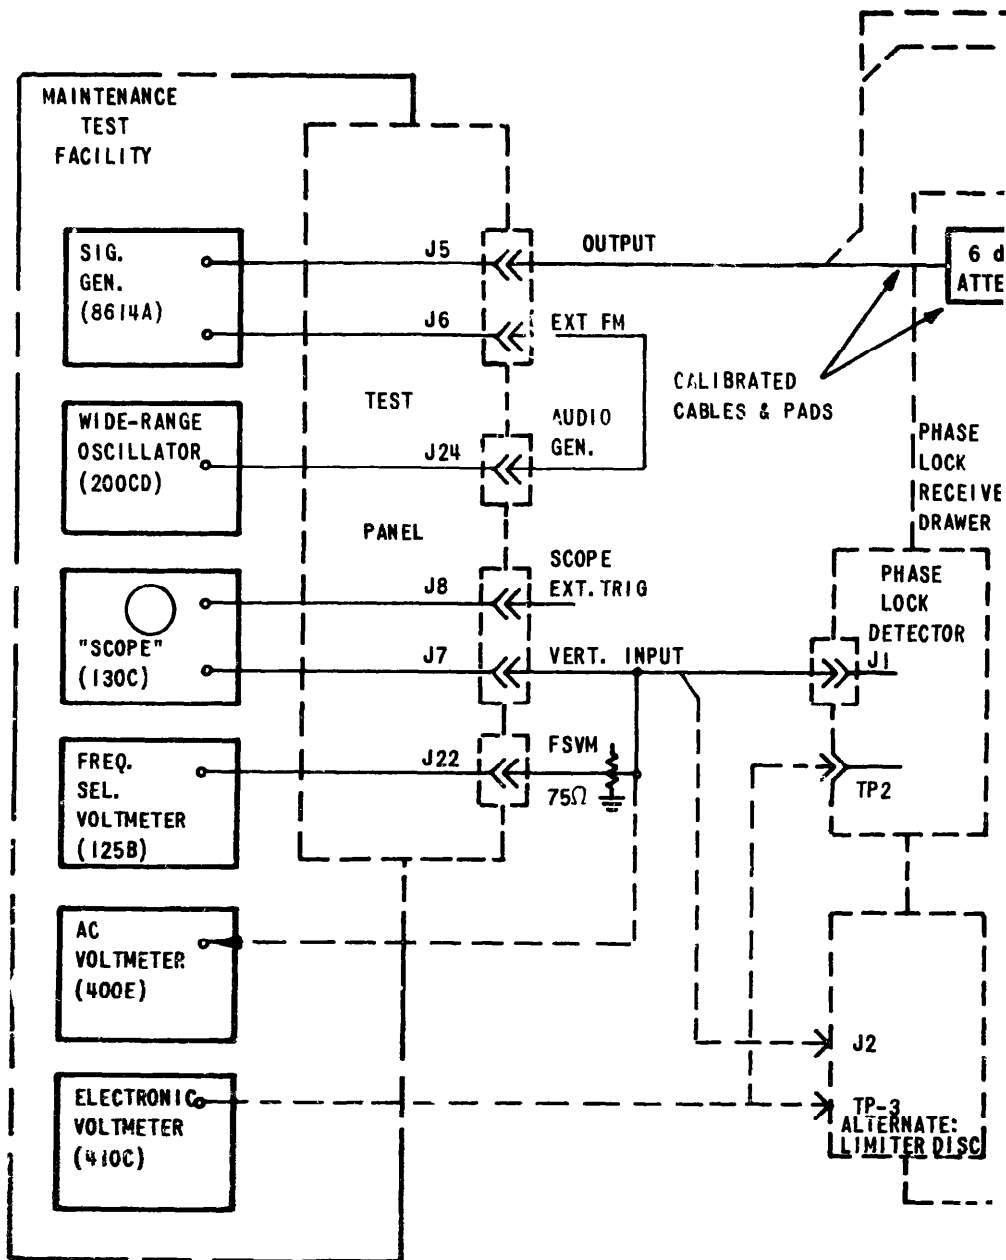 MAINTENANCE
TEST
FACILITY
SIG.
GEN.
(8614A)
J5
OUTPUT
J6
EXT FM
6 d
ATTE
CALIBRATED
CABLES & PADS
TEST
WIDE-RANGE
OSCILLATOR
(200CD)
J24
AUDIO
GEN.
PHASE
LOCK
RECEIVE
DRAWER
PANEL
"SCOPE"
(130C)
J8
SCOPE
EXT. TRIG
J7
VERT. INPUT
PHASE
LOCK
DETECTOR
J1
FREQ.
SEL.
VOLTMETER
(125B)
J22
FSVM
75Ω
TP2
AC
VOLTMETER
(400E)
J2
ELECTRONIC
VOLTMETER
(410C)
TP-3
ALTERNATE:
LIMITER DISC